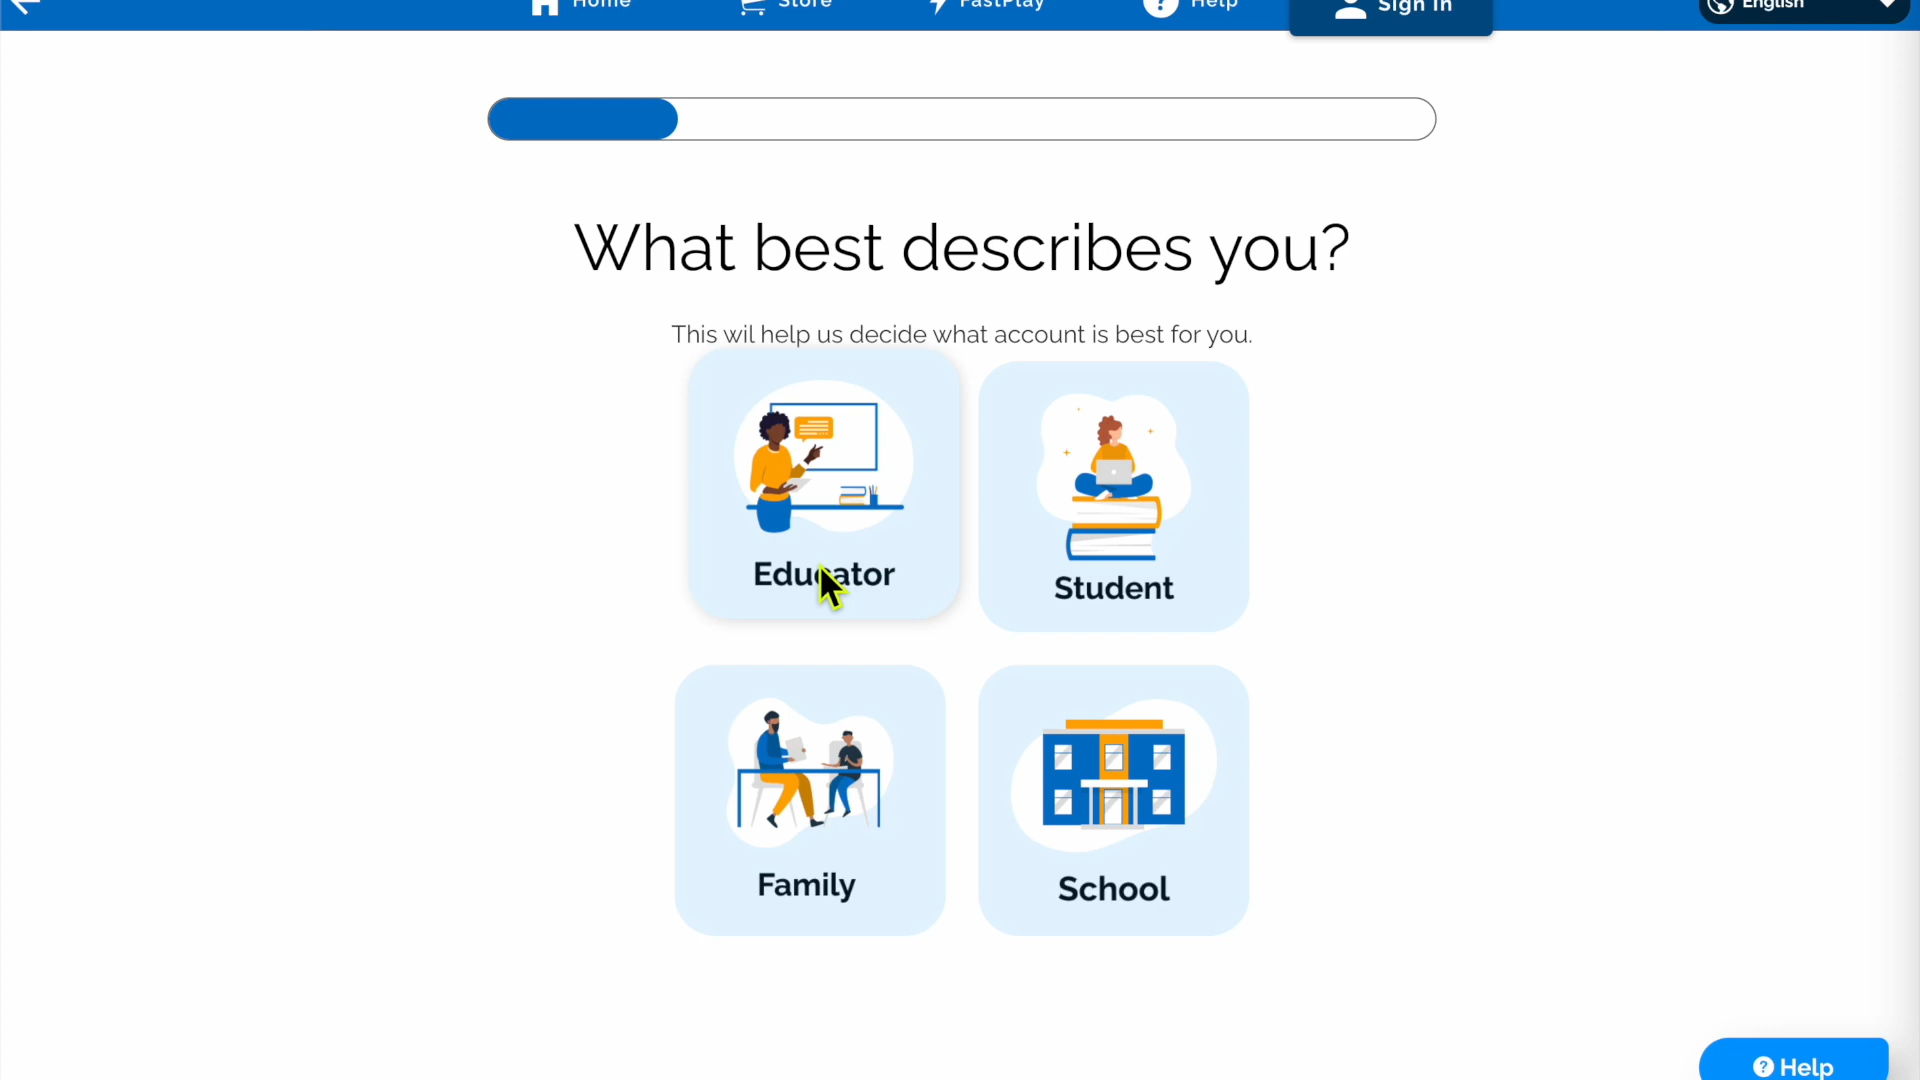 Home
Store
FastPlay
Help
Sign In
English
What best describes you?
This wil help us decide what account is best for you.
Educator
Student
Family
School
Help